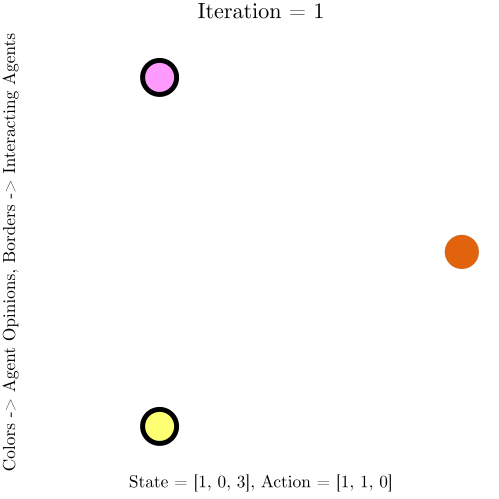 Iteration = 1
Colors -> Agent Opinions, Borders -> Interacting Agents
State = [1, 0, 3], Action = [1, 1, 0]